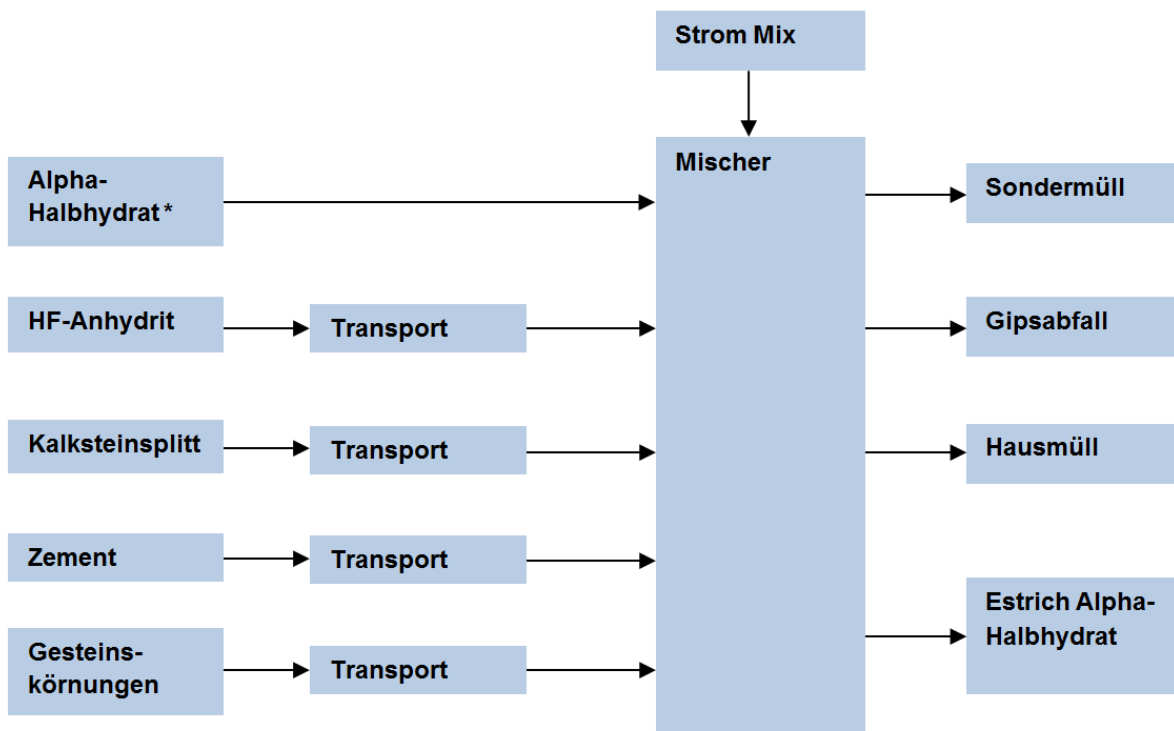 Strom Mix
Mischer
Alpha-
Halbhydrat *
Sondermüll
HF-Anhydrit
Transport
Gipsabfall
Kalksteinsplitt
Transport
Hausmüll
Zement
Transport
Estrich Alpha-
Halbhydrat
Gesteins-
körnungen
Transport